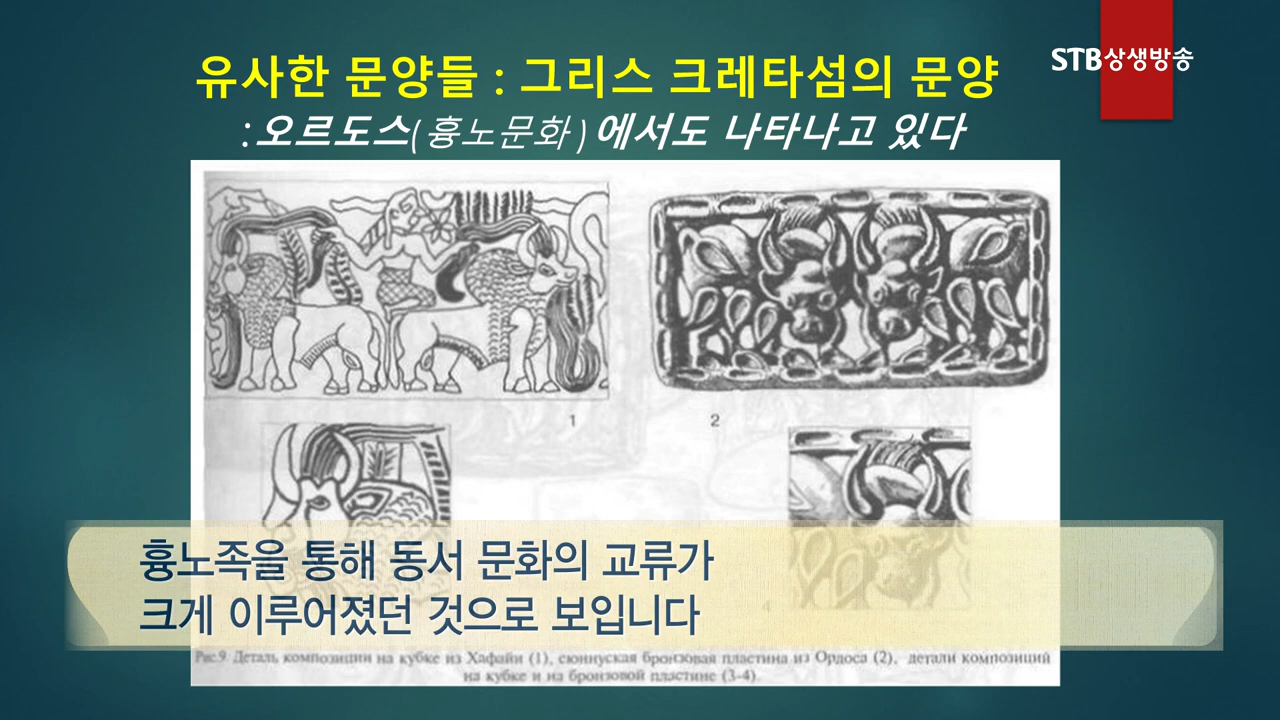 유사한 문양들 : 그리스 크레타섬의 문양
STB상생방송
:오르도스(흉노문화)에서도 나타나고 있다
1
2
흉노족을 통해 동서 문화의 교류가
크게 이루어졌던 것으로 보입니다
Рис.9. Деталь композиции на кубке из Хафайи (1), сюннуская бронзовая пластина из Ордоса (2), детали композиций
на кубке и на бронзовой пластине (3-4).